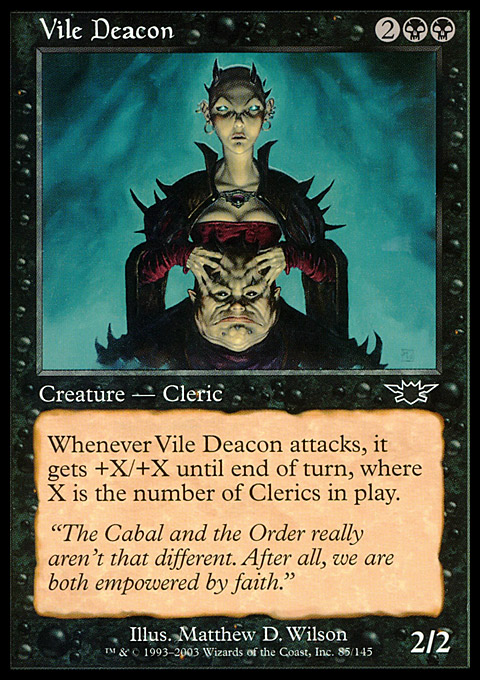 Vile Deacon 2
Creature — Cleric
Whenever Vile Deacon attacks, it
gets +X/+X until end of turn, where
X is the number of Clerics in play.
“The Cabal and the Order really
aren’t that different. After all, we are
both empowered by faith.”
Illus. Matthew D. Wilson
2/2
™ & © 1993–2003 Wizards of the Coast, Inc. 85/145